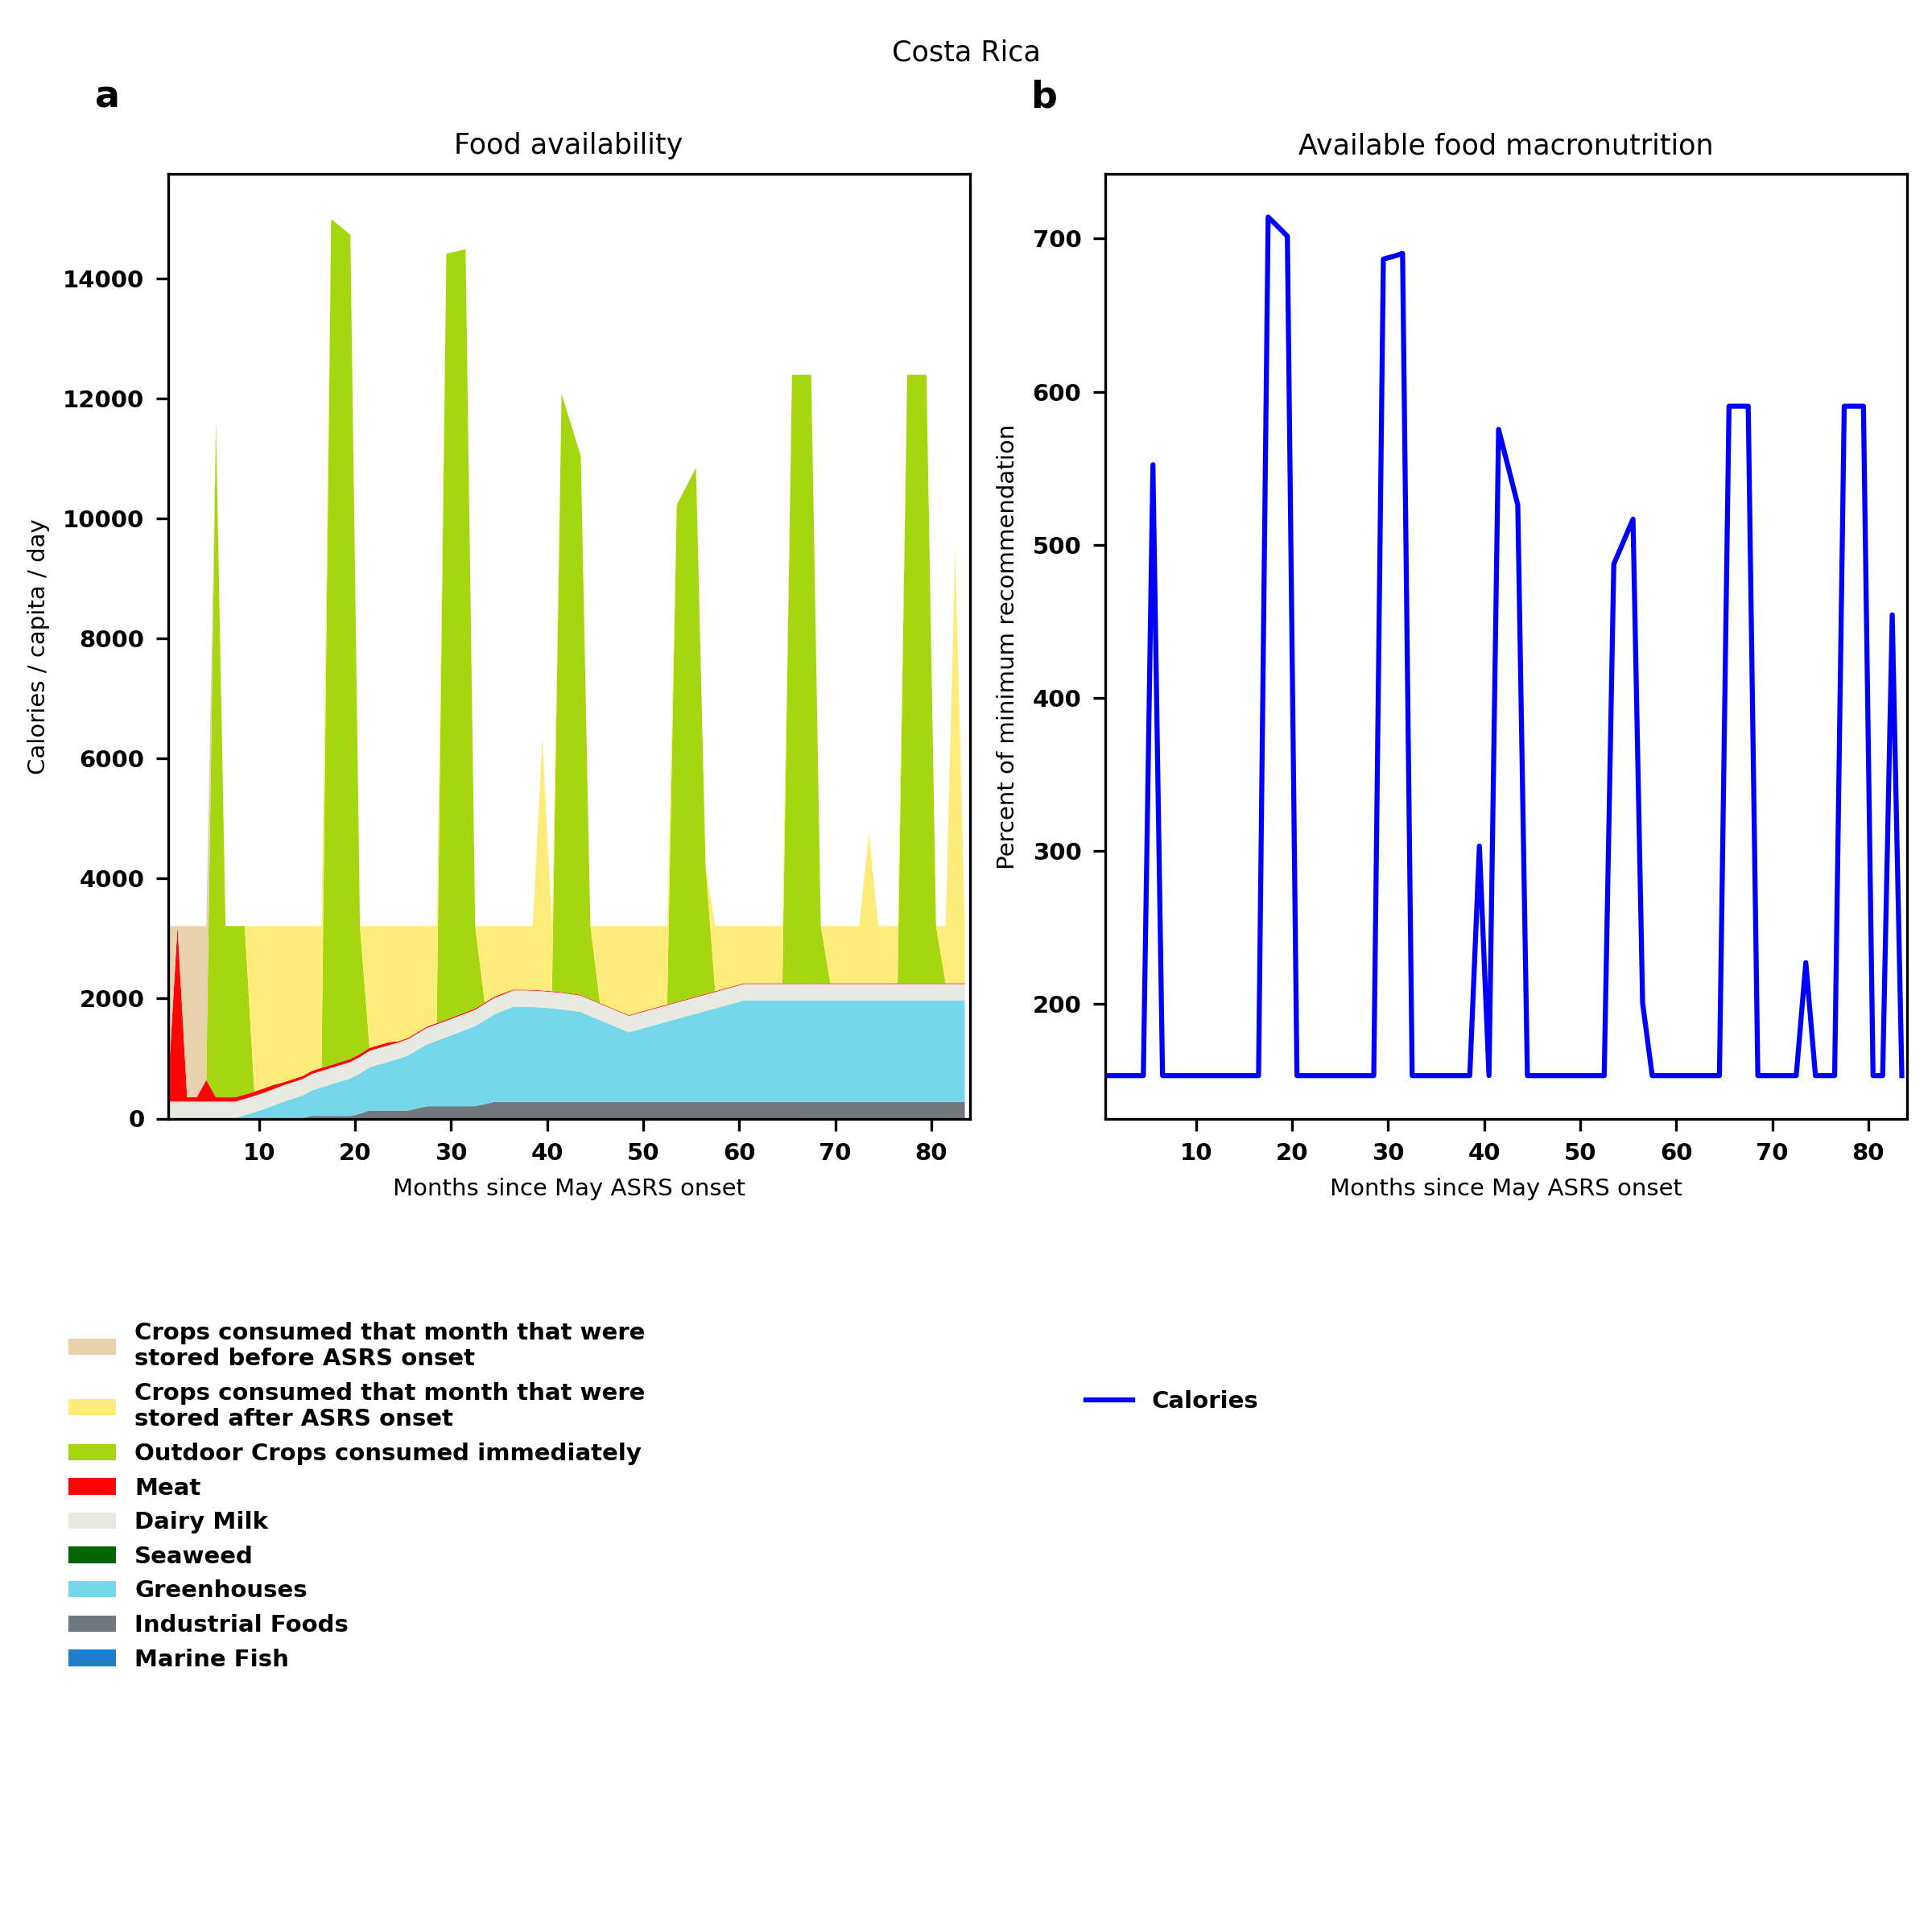 Costa Rica
a
Food availability
Calories / capita / day
14000
12000
10000
8000
6000
4000
2000
0
10 20 30 40 50 60 70 80
Months since May ASRS onset
b
Available food macronutrition
Percent of minimum recommendation
700
600
500
400
300
200
10 20 30 40 50 60 70 80
Months since May ASRS onset
Crops consumed that month that were
stored before ASRS onset
Crops consumed that month that were
stored after ASRS onset
Outdoor Crops consumed immediately
Meat
Dairy Milk
Seaweed
Greenhouses
Industrial Foods
Marine Fish
Calories